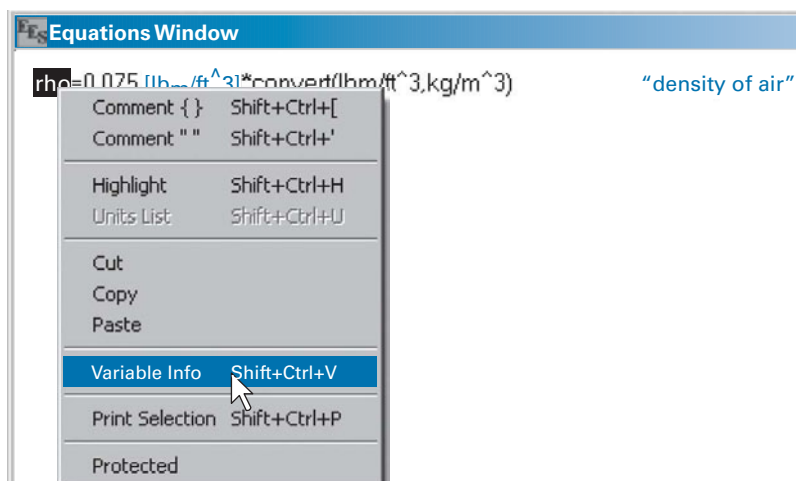 EES Equations Window
rho=0.075 [lbm/ft^3]*convert(lbm/ft^3,kg/m^3) “density of air”
Comment { } Shift+Ctrl+[
Comment " " Shift+Ctrl+'
Highlight Shift+Ctrl+H
Units List Shift+Ctrl+U
Cut
Copy
Paste
Variable Info Shift+Ctrl+V
Print Selection Shift+Ctrl+P
Protected